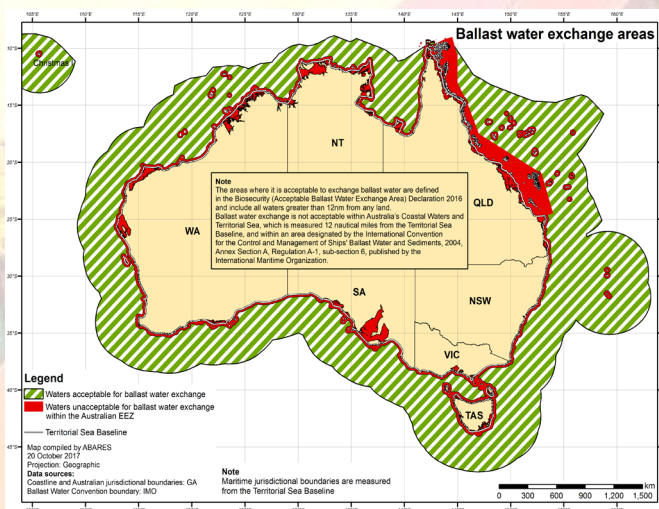 105°E 110°E 115°E 120°E 125°E 130°E 135°E 140°E 145°E 150°E 155°E 160°E
Ballast water exchange areas
10°S
Christmas
15°S
NT
20°S
Note
The areas where it is acceptable to exchange ballast water are defined
in the Biosecurity (Acceptable Ballast Water Exchange Area) Declaration 2016
and include all waters greater than 12nm from any land.
Ballast water exchange is not acceptable within Australia's Coastal Waters and
Territorial Sea, which is measured 12 nautical miles from the Territorial Sea
Baseline, and within an area designated by the International Convention
for the Control and Management of Ships' Ballast Water and Sediments, 2004,
Annex Section A, Regulation A-1, sub-section 6, published by the
International Maritime Organization.
QLD
WA
25°S
30°S
SA
NSW
35°S
VIC
Legend
Waters acceptable for ballast water exchange
Waters unacceptable for ballast water exchange
within the Australian EEZ
Territorial Sea Baseline
40°S
TAS
45°S
Map compiled by ABARES
20 October 2017
Projection: Geographic
Data sources:
Coastline and Australian jurisdictional boundaries: GA
Ballast Water Convention boundary: IMO
Note
Maritime jurisdictional boundaries are measured
from the Territorial Sea Baseline
km
0 300 600 900 1,200 1,500